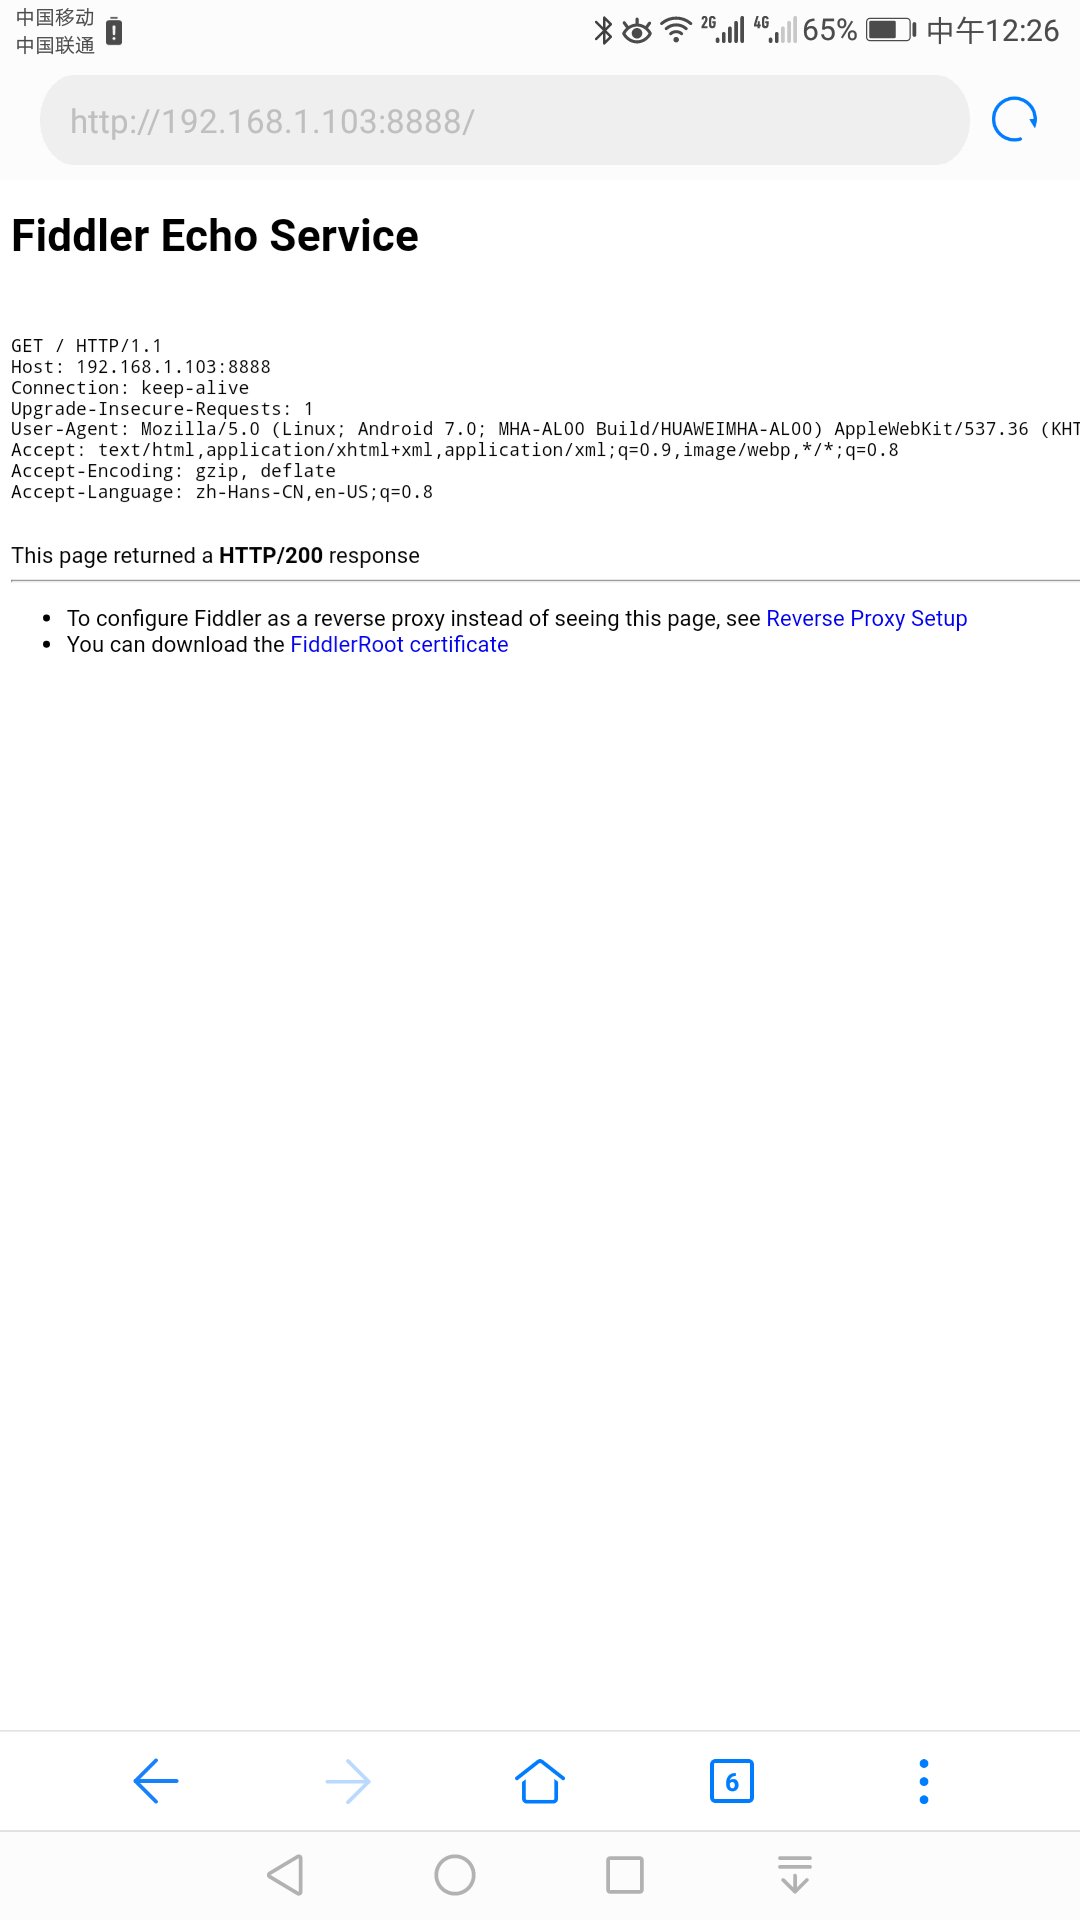 中国移动
中国联通
2G 4G 65% 中午12:26
http://192.168.1.103:8888/
Fiddler Echo Service
GET / HTTP/1.1
Host: 192.168.1.103:8888
Connection: keep-alive
Upgrade-Insecure-Requests: 1
User-Agent: Mozilla/5.0 (Linux; Android 7.0; MHA-AL00 Build/HUAWEIMHA-AL00) AppleWebKit/537.36 (KHT
Accept: text/html,application/xhtml+xml,application/xml;q=0.9,image/webp,*/*;q=0.8
Accept-Encoding: gzip, deflate
Accept-Language: zh-Hans-CN,en-US;q=0.8
This page returned a HTTP/200 response
• To configure Fiddler as a reverse proxy instead of seeing this page, see Reverse Proxy Setup
• You can download the FiddlerRoot certificate
6